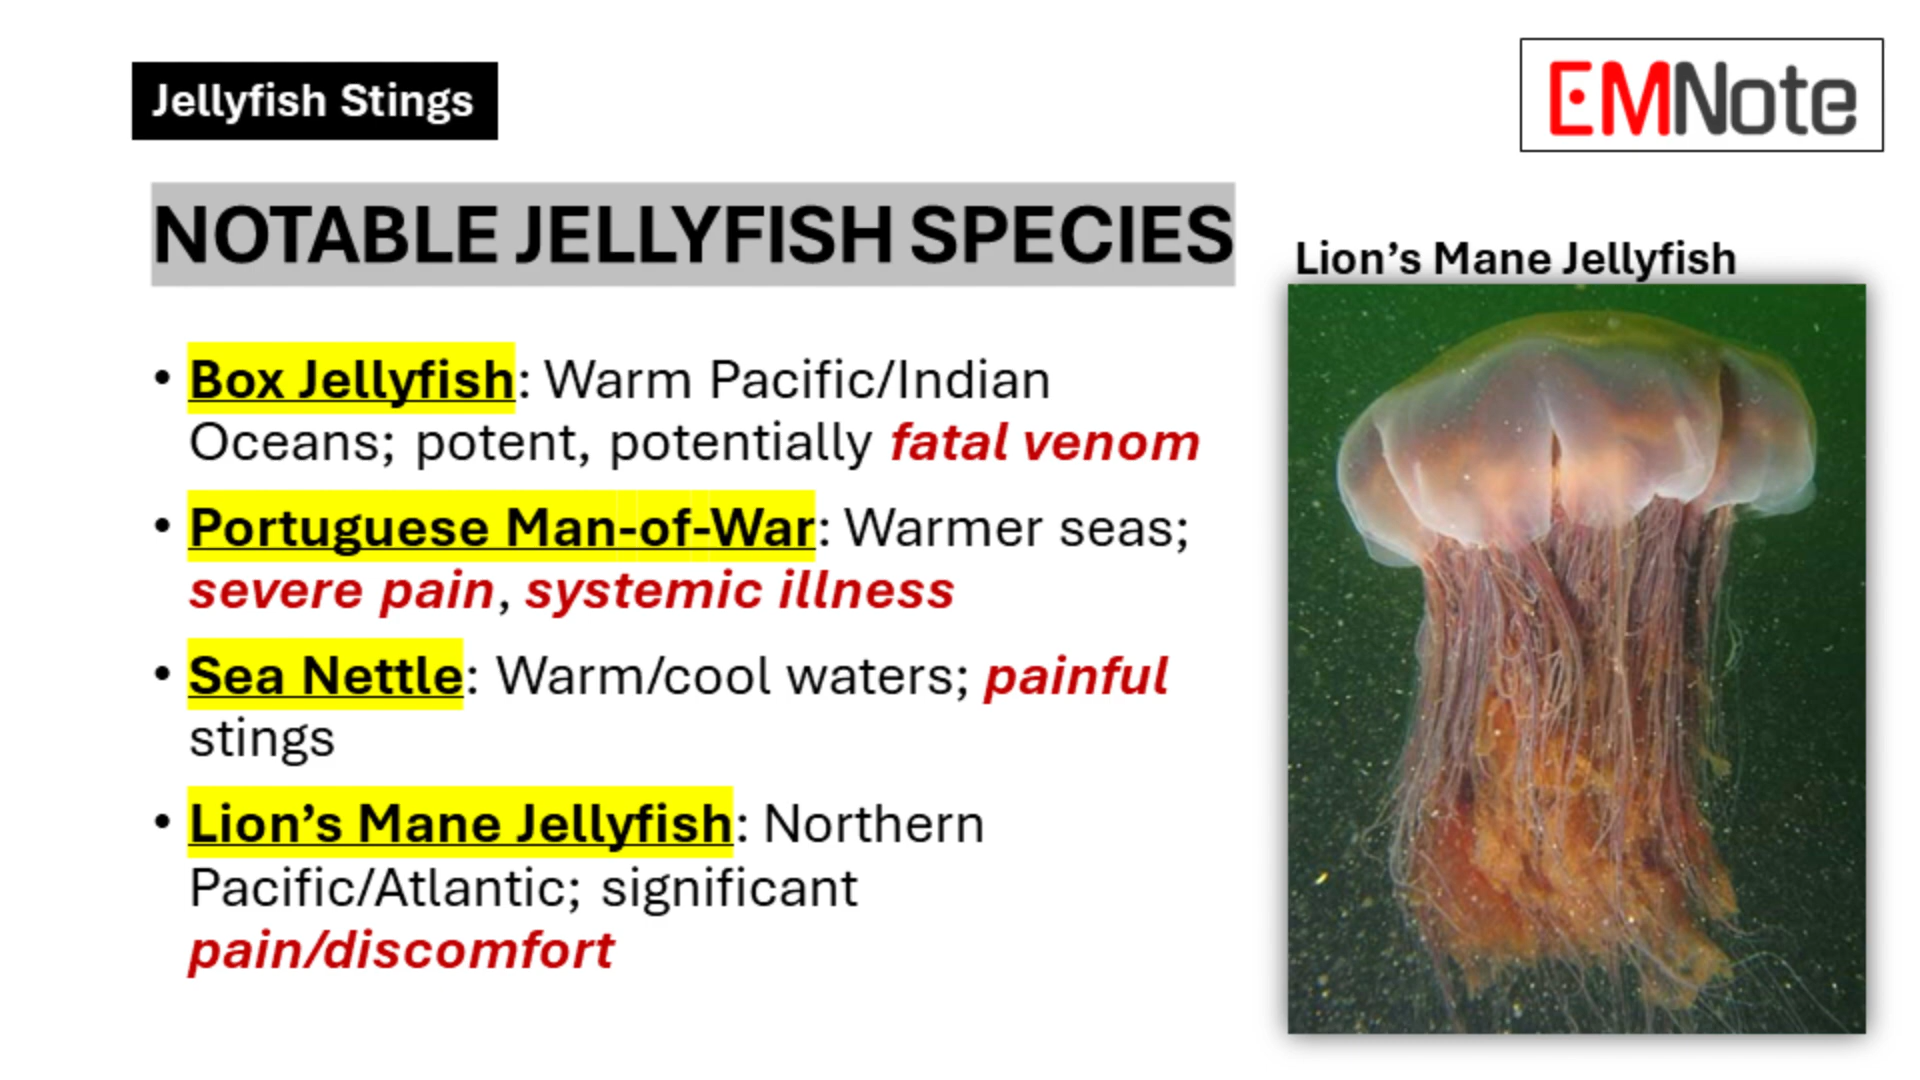 Jellyfish Stings
EMNote
NOTABLE JELLYFISH SPECIES
Lion’s Mane Jellyfish
• Box Jellyfish: Warm Pacific/Indian
Oceans; potent, potentially fatal venom
• Portuguese Man-of-War: Warmer seas;
severe pain, systemic illness
• Sea Nettle: Warm/cool waters; painful
stings
• Lion’s Mane Jellyfish: Northern
Pacific/Atlantic; significant
pain/discomfort